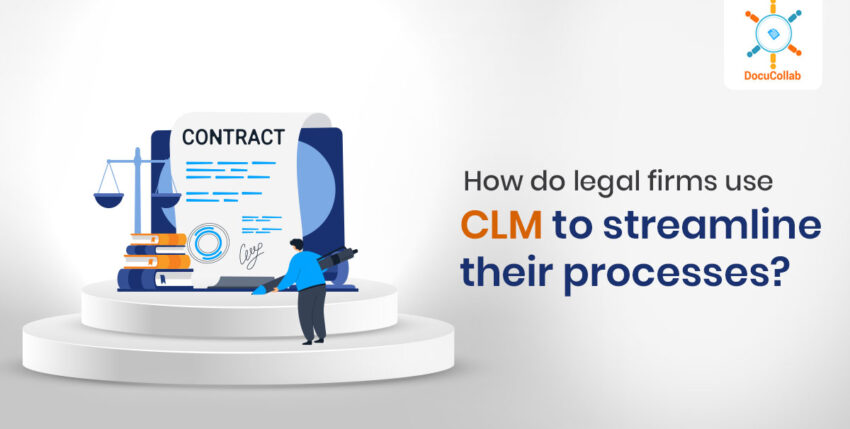 DocuCollab
CONTRACT
How do legal firms use
CLM to streamline
their processes?